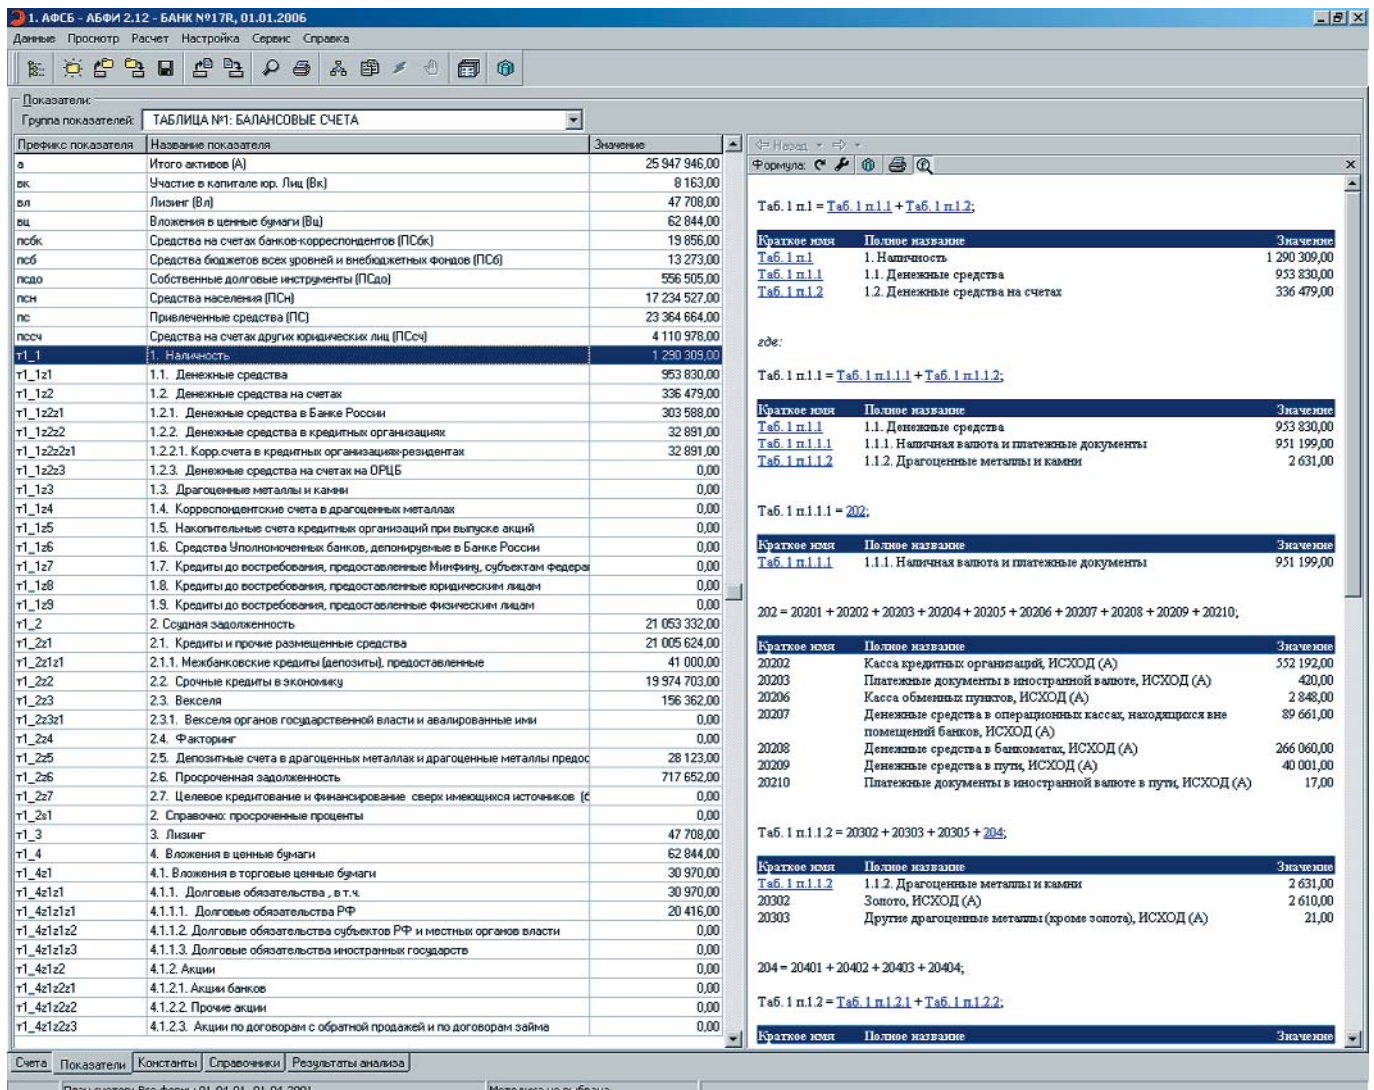 1. АФСБ - АБФИ 2.12 - БАНК №17R, 01.01.2006
Данные Просмотр Расчет Настройка Сервис Справка
Показатели:
Группа показателей: ТАБЛИЦА №1: БАЛАНСОВЫЕ СЧЕТА
Префикс показателя Название показателя Значение
а Итого активов (А) 25 947 946,00
вк Участие в капитале юр. Лиц (Вк) 8 163,00
вл Лизинг (Вл) 47 708,00
вц Вложения в ценные бумаги (Вц) 62 844,00
псбк Средства на счетах банков-корреспондентов (ПСбк) 19 856,00
псб Средства бюджетов всех уровней и внебюджетных фондов (ПСб) 13 273,00
псдо Собственные долговые инструменты (ПСдо) 556 505,00
псн Средства населения (ПСн) 17 234 527,00
пс Привлеченные средства (ПС) 23 364 664,00
пссч Средства на счетах других юридических лиц (ПСсч) 4 110 978,00
т1_1 1. Наличность 1 290 309,00
т1_1z1 1.1. Денежные средства 953 830,00
т1_1z2 1.2. Денежные средства на счетах 336 479,00
т1_1z2z1 1.2.1. Денежные средства в Банке России 303 588,00
т1_1z2z2 1.2.2. Денежные средства в кредитных организациях 32 891,00
т1_1z2z2z1 1.2.2.1. Корр.счета в кредитных организациях-резидентах 32 891,00
т1_1z2z3 1.2.3. Денежные средства на счетах на ОРЦБ 0,00
т1_1z3 1.3. Драгоценные металлы и камни 0,00
т1_1z4 1.4. Корреспондентские счета в драгоценных металлах 0,00
т1_1z5 1.5. Накопительные счета кредитных организаций при выпуске акций 0,00
т1_1z6 1.6. Средства Уполномоченных банков, депонируемые в Банке России 0,00
т1_1z7 1.7. Кредиты до востребования, предоставленные Минфину, субъектам федера 0,00
т1_1z8 1.8. Кредиты до востребования, предоставленные юридическим лицам 0,00
т1_1z9 1.9. Кредиты до востребования, предоставленные физическим лицам 0,00
т1_2 2. Ссудная задолженность 21 053 332,00
т1_2z1 2.1. Кредиты и прочие размещенные средства 21 005 624,00
т1_2z1z1 2.1.1. Межбанковские кредиты (депозиты), предоставленные 41 000,00
т1_2z2 2.2. Срочные кредиты в экономику 19 974 703,00
т1_2z3 2.3. Векселя 156 362,00
т1_2z3z1 2.3.1. Векселя органов государственной власти и авалированные ими 0,00
т1_2z4 2.4. Факторинг 0,00
т1_2z5 2.5. Депозитные счета в драгоценных металлах и драгоценные металлы предос 28 123,00
т1_2z6 2.6. Просроченная задолженность 717 652,00
т1_2z7 2.7. Целевое кредитование и финансирование сверх имеющихся источников (б 0,00
т1_2s1 2. Справочно: просроченные проценты 0,00
т1_3 3. Лизинг 47 708,00
т1_4 4. Вложения в ценные бумаги 62 844,00
т1_4z1 4.1. Вложения в торговые ценные бумаги 30 970,00
т1_4z1z1 4.1.1. Долговые обязательства , в т.ч. 30 970,00
т1_4z1z1z1 4.1.1.1. Долговые обязательства РФ 20 416,00
т1_4z1z1z2 4.1.1.2. Долговые обязательства субъектов РФ и местных органов власти 0,00
т1_4z1z1z3 4.1.1.3. Долговые обязательства иностранных государств 0,00
т1_4z1z2 4.1.2. Акции 0,00
т1_4z1z2z1 4.1.2.1. Акции банков 0,00
т1_4z1z2z2 4.1.2.2. Прочие акции 0,00
т1_4z1z2z3 4.1.2.3. Акции по договорам с обратной продажей и по договорам займа 0,00
Назад
Формула:
Таб. 1 п.1 = Таб. 1 п.1.1 + Таб. 1 п.1.2;
Краткое имя Полное название Значение
Таб. 1 п.1 1. Наличность 1 290 309,00
Таб. 1 п.1.1 1.1. Денежные средства 953 830,00
Таб. 1 п.1.2 1.2. Денежные средства на счетах 336 479,00
где:
Таб. 1 п.1.1 = Таб. 1 п.1.1.1 + Таб. 1 п.1.1.2;
Краткое имя Полное название Значение
Таб. 1 п.1.1 1.1. Денежные средства 953 830,00
Таб. 1 п.1.1.1 1.1.1. Наличная валюта и платежные документы 951 199,00
Таб. 1 п.1.1.2 1.1.2. Драгоценные металлы и камни 2 631,00
Таб. 1 п.1.1.1 = 202;
Краткое имя Полное название Значение
Таб. 1 п.1.1.1 1.1.1. Наличная валюта и платежные документы 951 199,00
202 = 20201 + 20202 + 20203 + 20204 + 20205 + 20206 + 20207 + 20208 + 20209 + 20210;
Краткое имя Полное название Значение
20202 Касса кредитных организаций, ИСХОД (А) 552 192,00
20203 Платежные документы в иностранной валюте, ИСХОД (А) 420,00
20206 Касса обменных пунктов, ИСХОД (А) 2 848,00
20207 Денежные средства в операционных кассах, находящихся вне 89 661,00
помещений банков, ИСХОД (А)
20208 Денежные средства в банкоматах, ИСХОД (А) 266 060,00
20209 Денежные средства в пути, ИСХОД (А) 40 001,00
20210 Платежные документы в иностранной валюте в пути, ИСХОД (А) 17,00
Таб. 1 п.1.1.2 = 20302 + 20303 + 20305 + 204;
Краткое имя Полное название Значение
Таб. 1 п.1.1.2 1.1.2. Драгоценные металлы и камни 2 631,00
20302 Золото, ИСХОД (А) 2 610,00
20303 Другие драгоценные металлы (кроме золота), ИСХОД (А) 21,00
204 = 20401 + 20402 + 20403 + 20404;
Таб. 1 п.1.2 = Таб. 1 п.1.2.1 + Таб. 1 п.1.2.2;
Краткое имя Полное название Значение
Счета Показатели Константы Справочники Результаты анализа